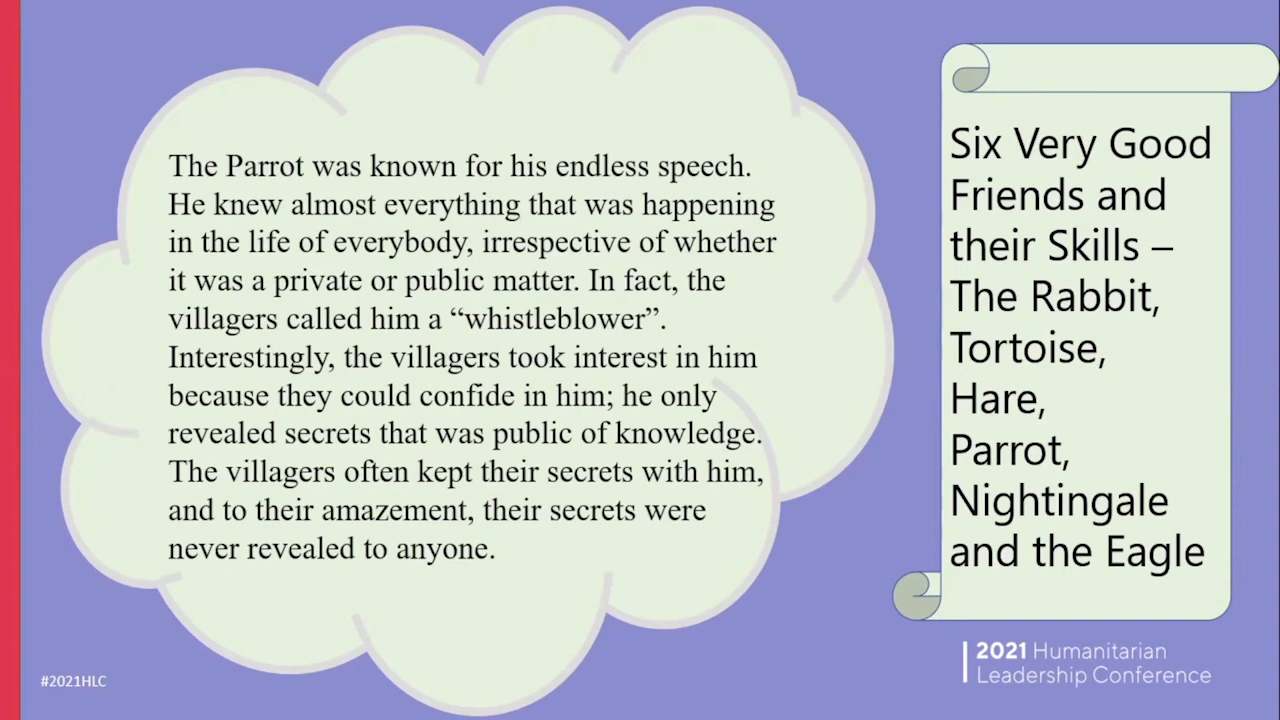 The Parrot was known for his endless speech.
He knew almost everything that was happening
in the life of everybody, irrespective of whether
it was a private or public matter. In fact, the
villagers called him a “whistleblower”.
Interestingly, the villagers took interest in him
because they could confide in him; he only
revealed secrets that was public of knowledge.
The villagers often kept their secrets with him,
and to their amazement, their secrets were
never revealed to anyone.
Six Very Good
Friends and
their Skills –
The Rabbit,
Tortoise,
Hare,
Parrot,
Nightingale
and the Eagle
#2021HLC
2021 Humanitarian
Leadership Conference